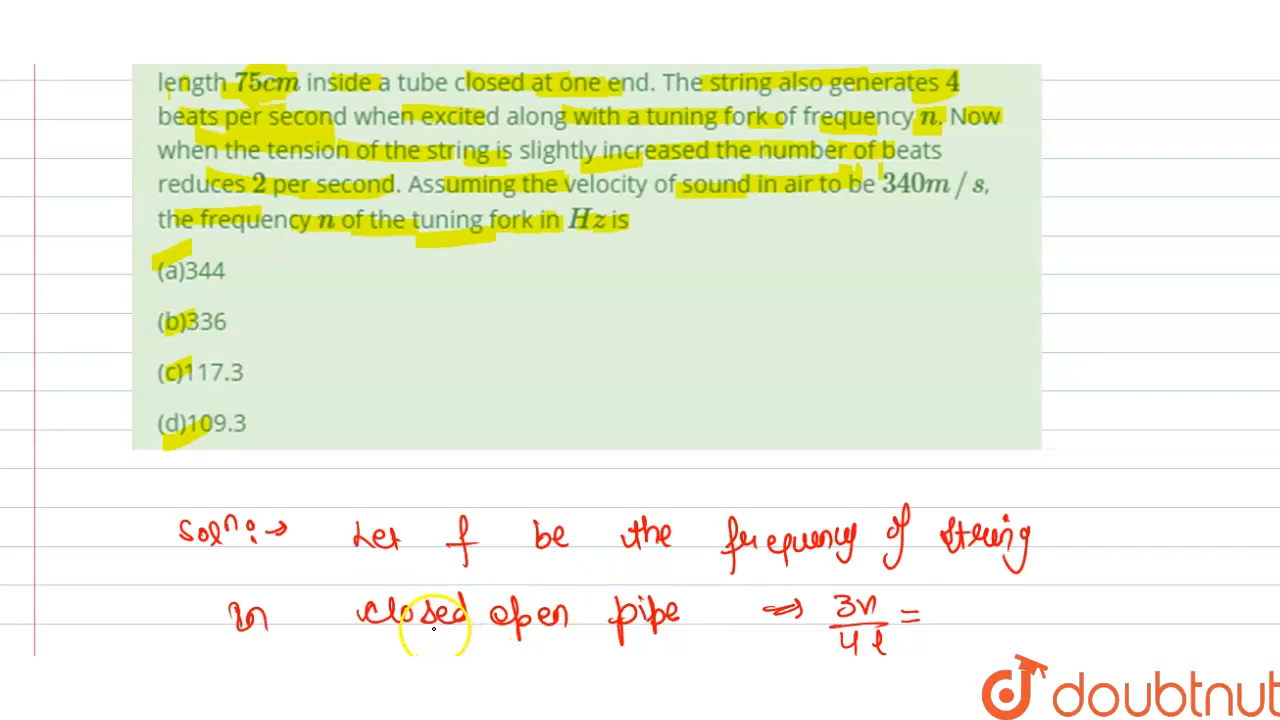 length 75cm inside a tube closed at one end. The string also generates 4
beats per second when excited along with a tuning fork of frequency n. Now
when the tension of the string is slightly increased the number of beats
reduces 2 per second. Assuming the velocity of sound in air to be 340m/s,
the frequency n of the tuning fork in Hz is
(a)344
(b)336
(c)117.3
(d)109.3
Solⁿ:→ Let f be the frequency of string
In closed open pipe ⇒ 3v/4l =
doubtnut